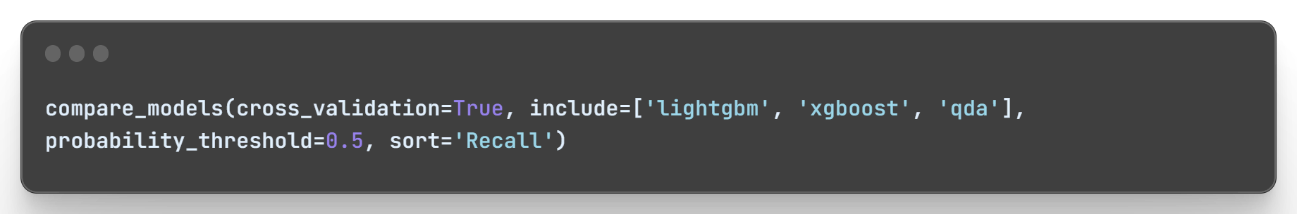 compare_models(cross_validation=True, include=['lightgbm', 'xgboost', 'qda'],
probability_threshold=0.5, sort='Recall')